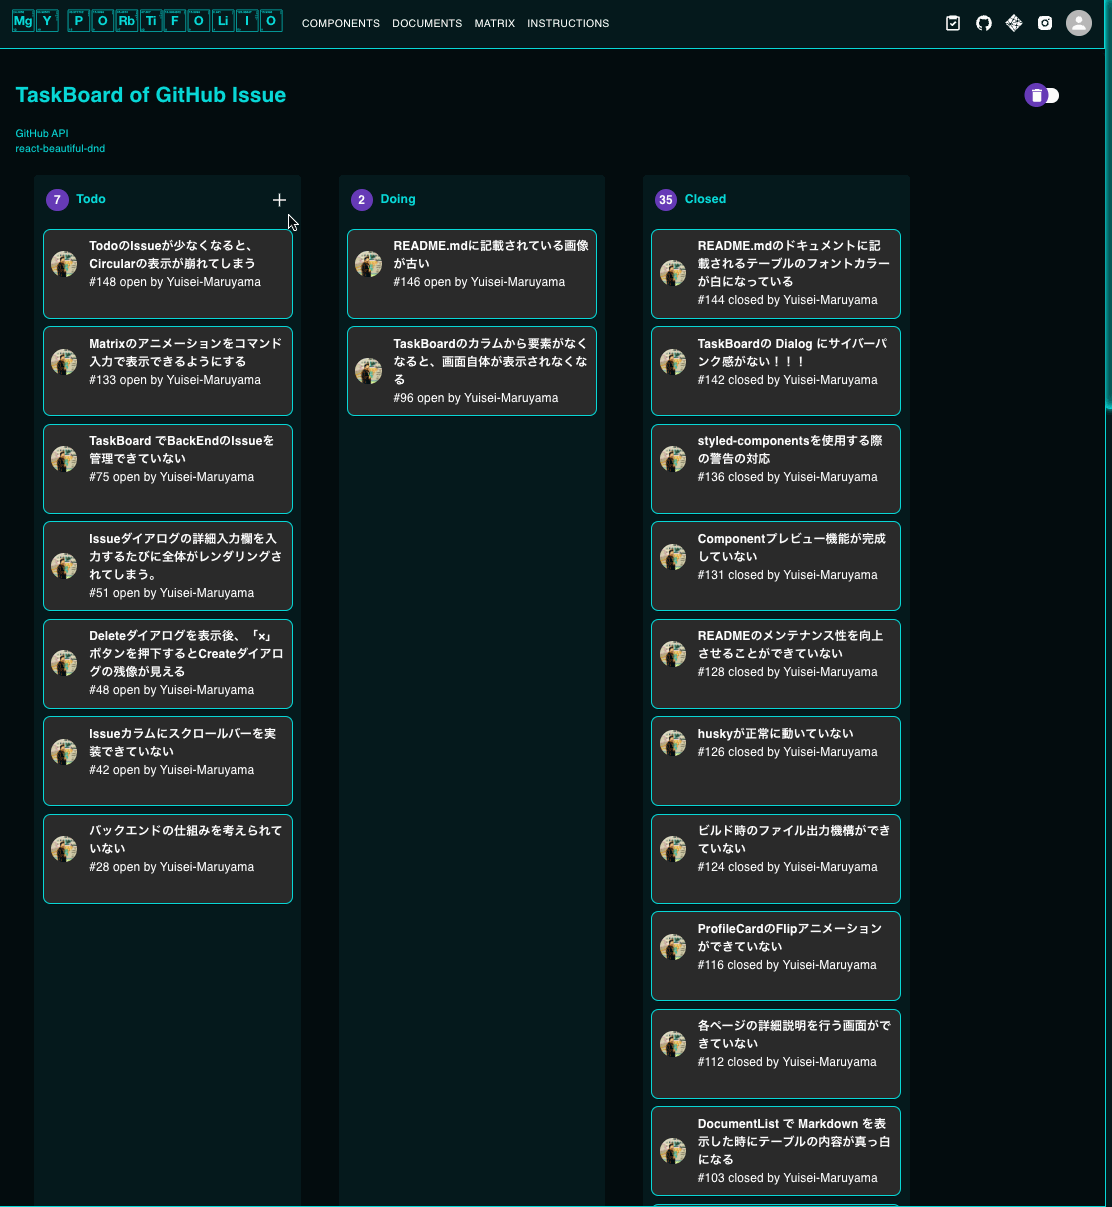 Mg Y P O Rb Ti F O Li I O
COMPONENTS DOCUMENTS MATRIX INSTRUCTIONS
TaskBoard of GitHub Issue
GitHub API
react-beautiful-dnd
7 Todo
TodoのIssueが少なくなると、
Circularの表示が崩れてしまう
#148 open by Yuisei-Maruyama
Matrixのアニメーションをコマンド
入力で表示できるようにする
#133 open by Yuisei-Maruyama
TaskBoard でBackEndのIssueを
管理できていない
#75 open by Yuisei-Maruyama
Issueダイアログの詳細入力欄を入
力するたびに全体がレンダリングさ
れてしまう。
#51 open by Yuisei-Maruyama
Deleteダイアログを表示後、「×」
ボタンを押下するとCreateダイアロ
グの残像が見える
#48 open by Yuisei-Maruyama
Issueカラムにスクロールバーを実
装できていない
#42 open by Yuisei-Maruyama
バックエンドの仕組みを考えられて
いない
#28 open by Yuisei-Maruyama
2 Doing
README.mdに記載されている画像
が古い
#146 open by Yuisei-Maruyama
TaskBoardのカラムから要素がなく
なると、画面自体が表示されなくな
る
#96 open by Yuisei-Maruyama
35 Closed
README.mdのドキュメントに記
載されるテーブルのフォントカラー
が白になっている
#144 closed by Yuisei-Maruyama
TaskBoardの Dialog にサイバーパ
ンク感がない！！！
#142 closed by Yuisei-Maruyama
styled-componentsを使用する際
の警告の対応
#136 closed by Yuisei-Maruyama
Componentプレビュー機能が完成
していない
#131 closed by Yuisei-Maruyama
READMEのメンテナンス性を向上
させることができていない
#128 closed by Yuisei-Maruyama
huskyが正常に動いていない
#126 closed by Yuisei-Maruyama
ビルド時のファイル出力機構ができ
ていない
#124 closed by Yuisei-Maruyama
ProfileCardのFlipアニメーション
ができていない
#116 closed by Yuisei-Maruyama
各ページの詳細説明を行う画面がで
きていない
#112 closed by Yuisei-Maruyama
DocumentList で Markdown を表
示した時にテーブルの内容が真っ白
になる
#103 closed by Yuisei-Maruyama